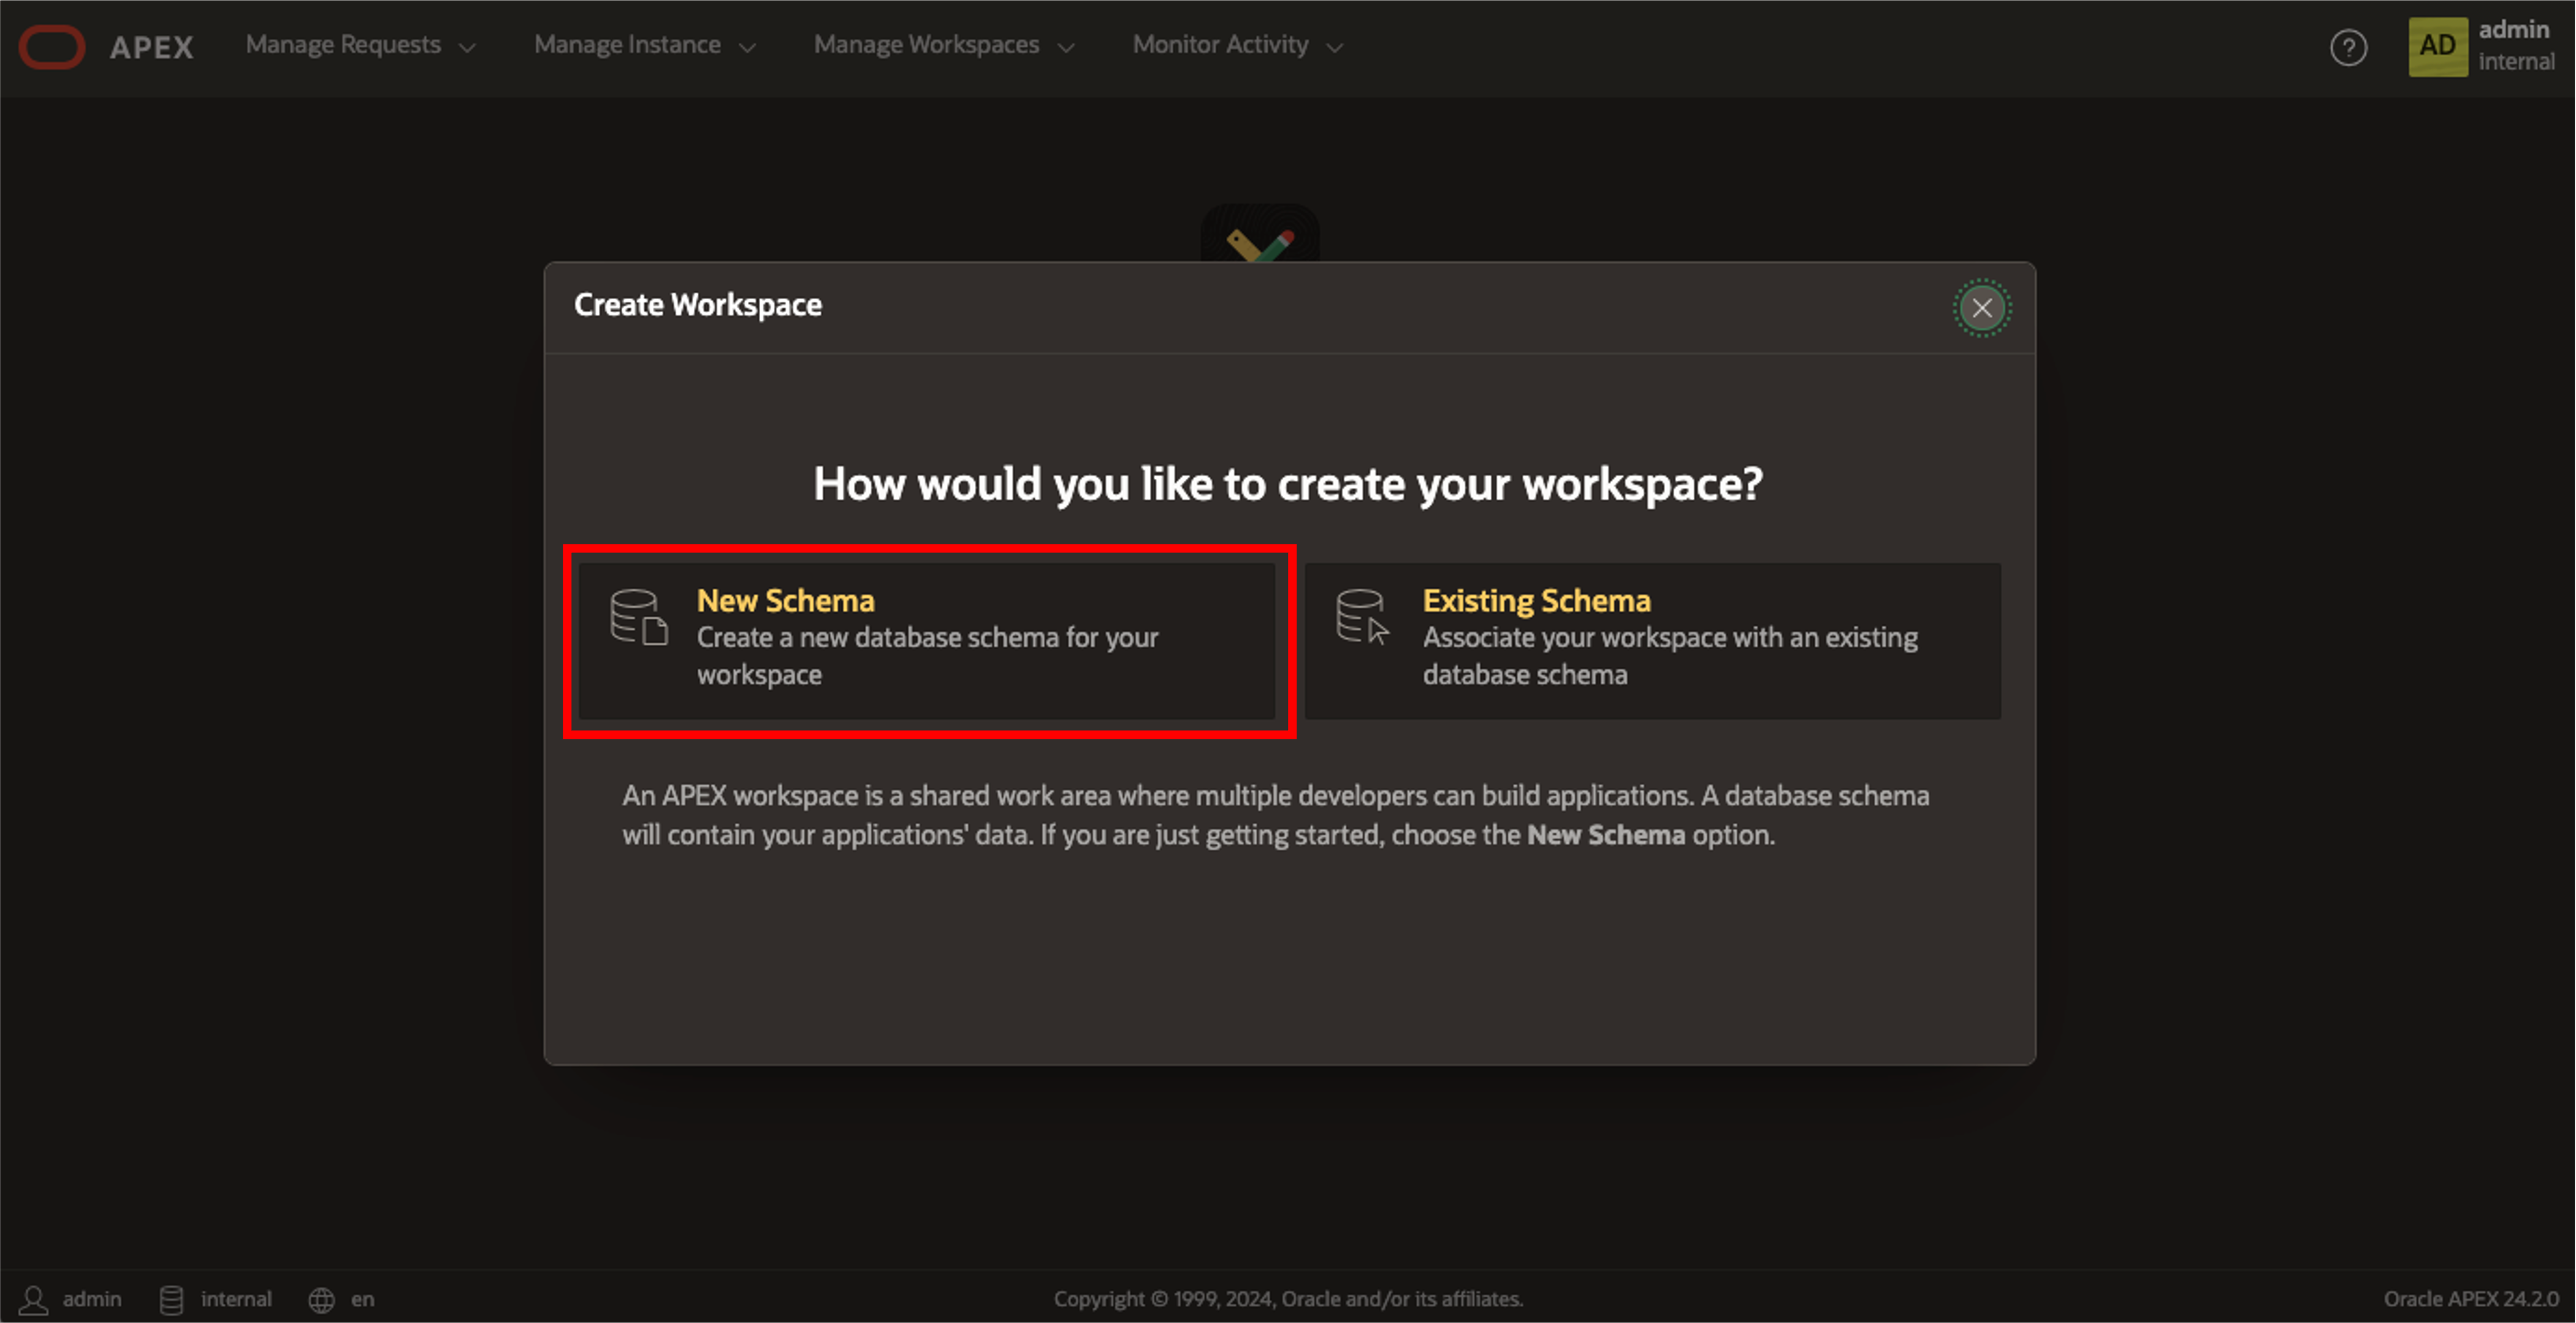 APEX Manage Requests Manage Instance Manage Workspaces Monitor Activity ? AD admin
internal
Create Workspace
How would you like to create your workspace?
New Schema
Create a new database schema for your
workspace
Existing Schema
Associate your workspace with an existing
database schema
An APEX workspace is a shared work area where multiple developers can build applications. A database schema
will contain your applications' data. If you are just getting started, choose the New Schema option.
admin internal en Copyright © 1999, 2024, Oracle and/or its affiliates. Oracle APEX 24.2.0